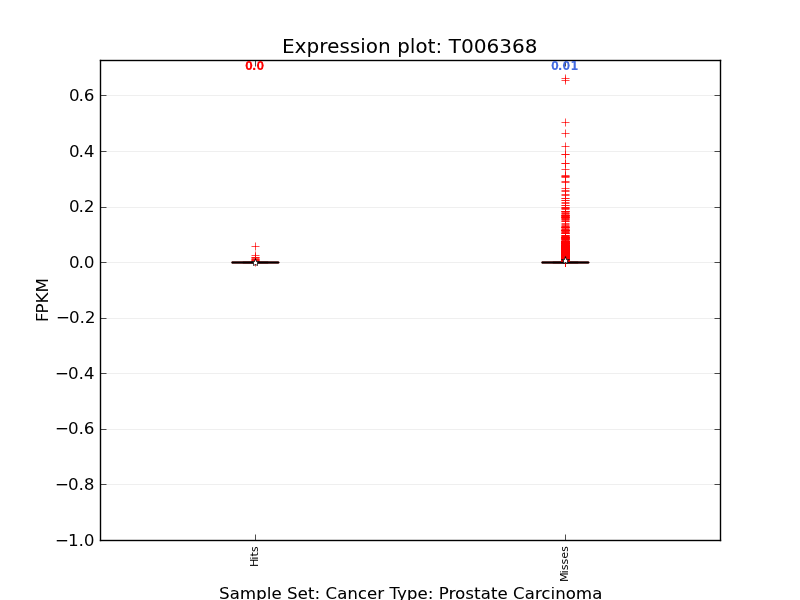 Expression plot: T006368
0.0
0.01
0.6
0.4
0.2
0.0
−0.2
−0.4
−0.6
−0.8
−1.0
FPKM
Hits
Misses
Sample Set: Cancer Type: Prostate Carcinoma